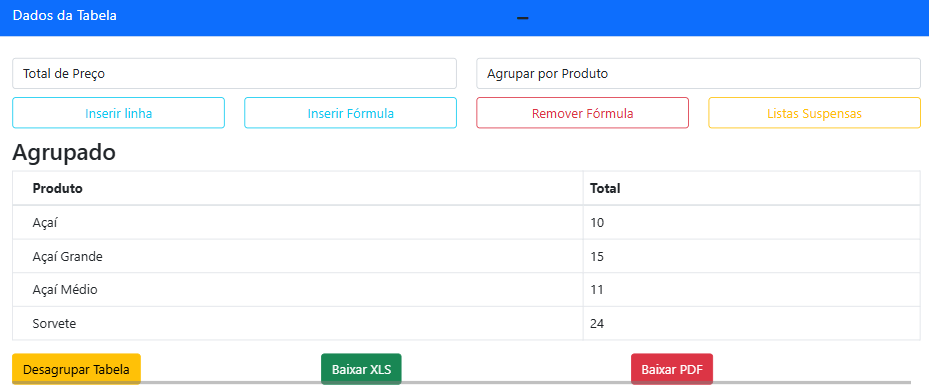 Dados da Tabela
Total de Preço
Agrupar por Produto
Inserir linha
Inserir Fórmula
Remover Fórmula
Listas Suspensas
Agrupado
Produto Total
Açaí 10
Açaí Grande 15
Açaí Médio 11
Sorvete 24
Desagrupar Tabela
Baixar XLS
Baixar PDF